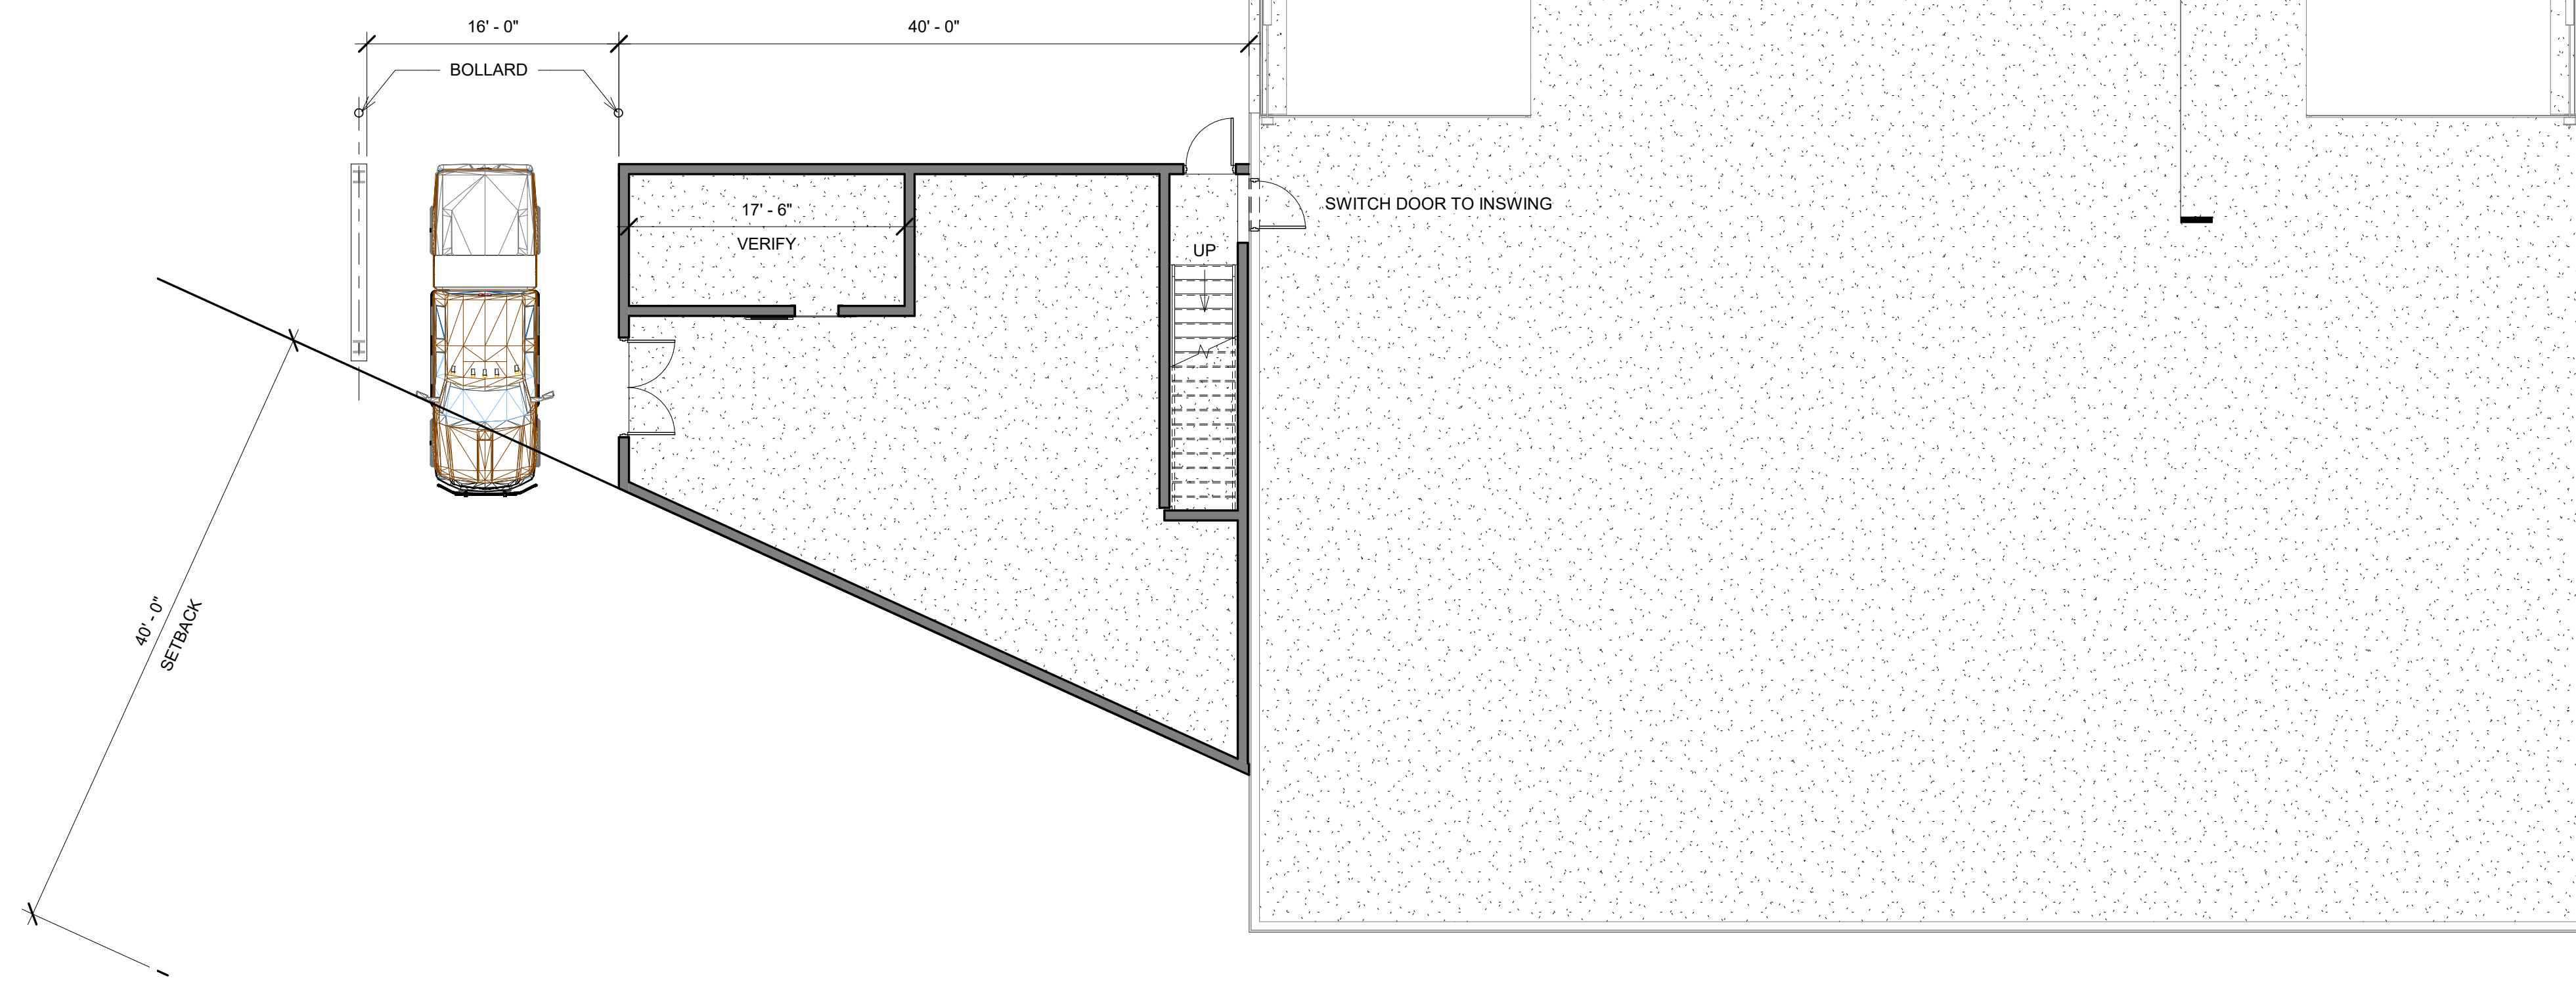 16' - 0"
40' - 0"
BOLLARD
SWITCH DOOR TO INSWING
17' - 6"
VERIFY
UP
40' - 0"
SETBACK